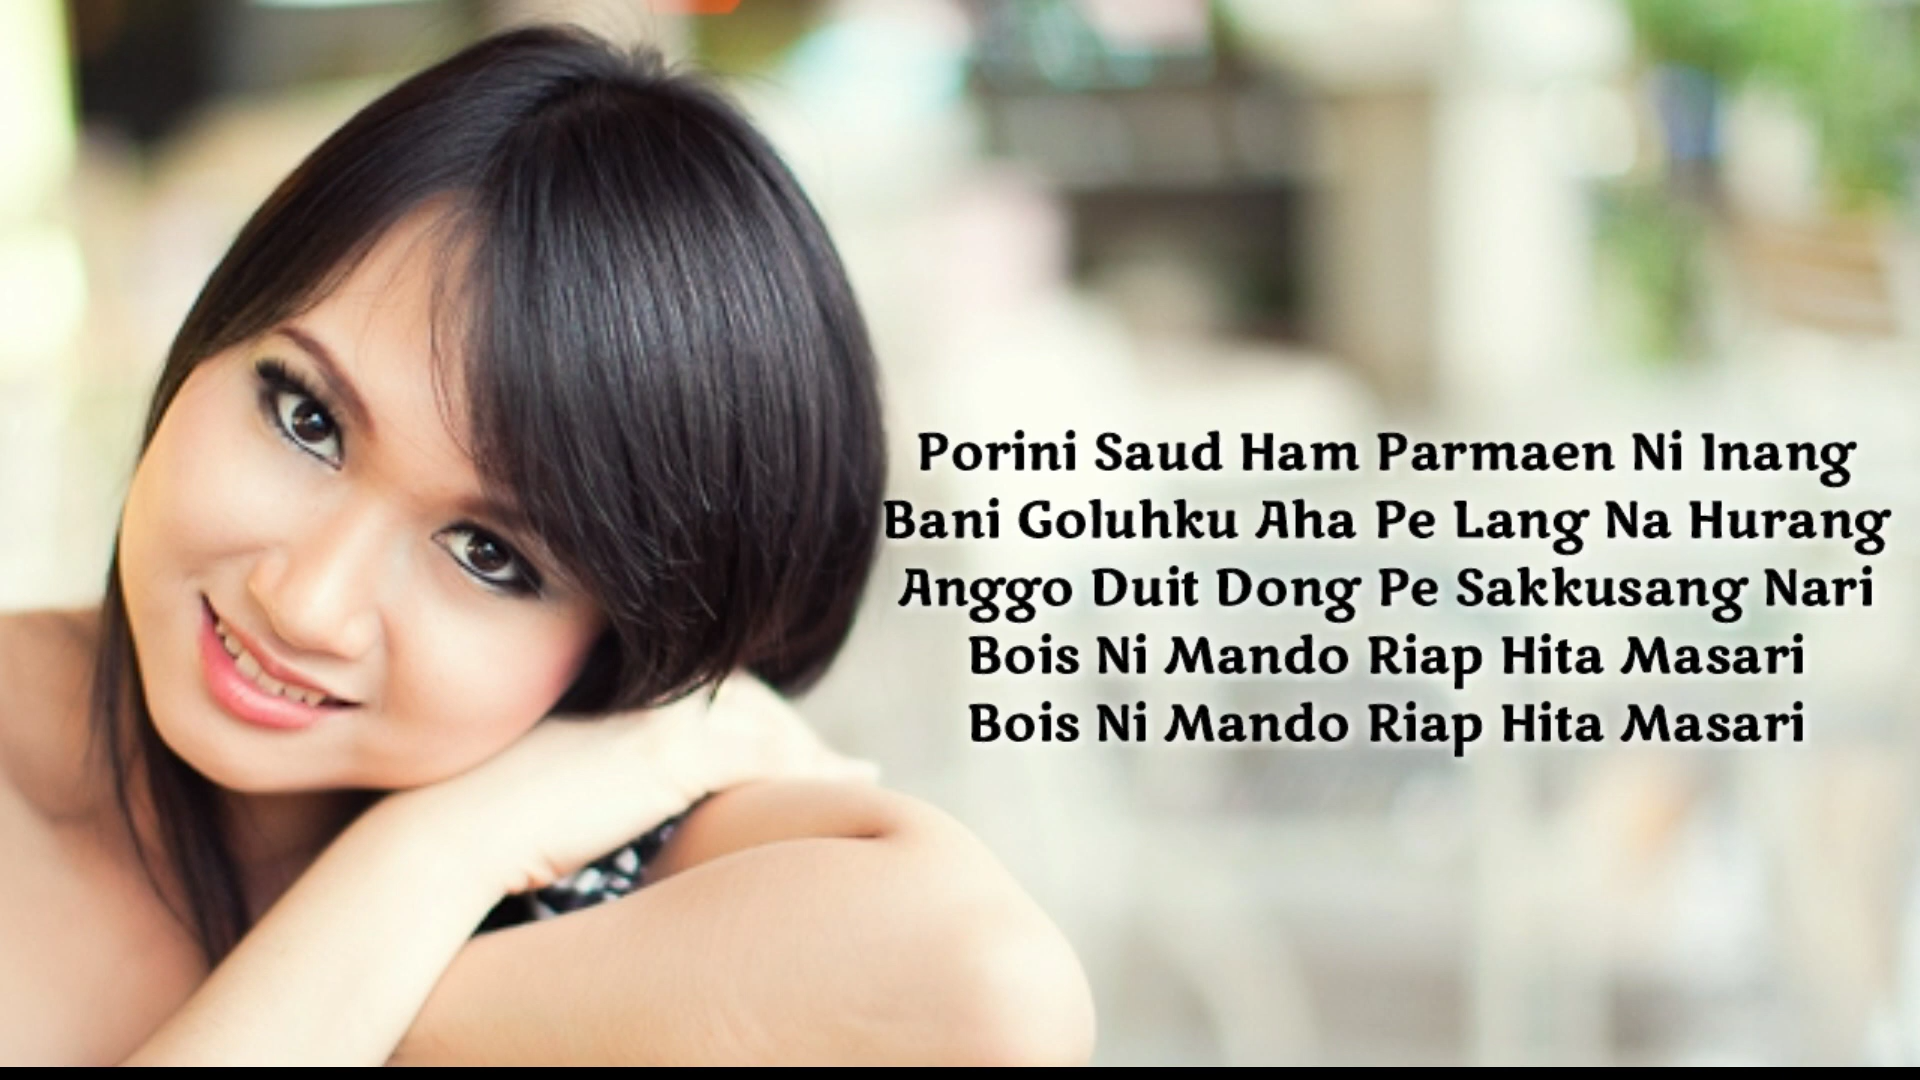 Porini Saud Ham Parmaen Ni Inang
Bani Goluhku Aha Pe Lang Na Hurang
Anggo Duit Dong Pe Sakkusang Nari
Bois Ni Mando Riap Hita Masari
Bois Ni Mando Riap Hita Masari